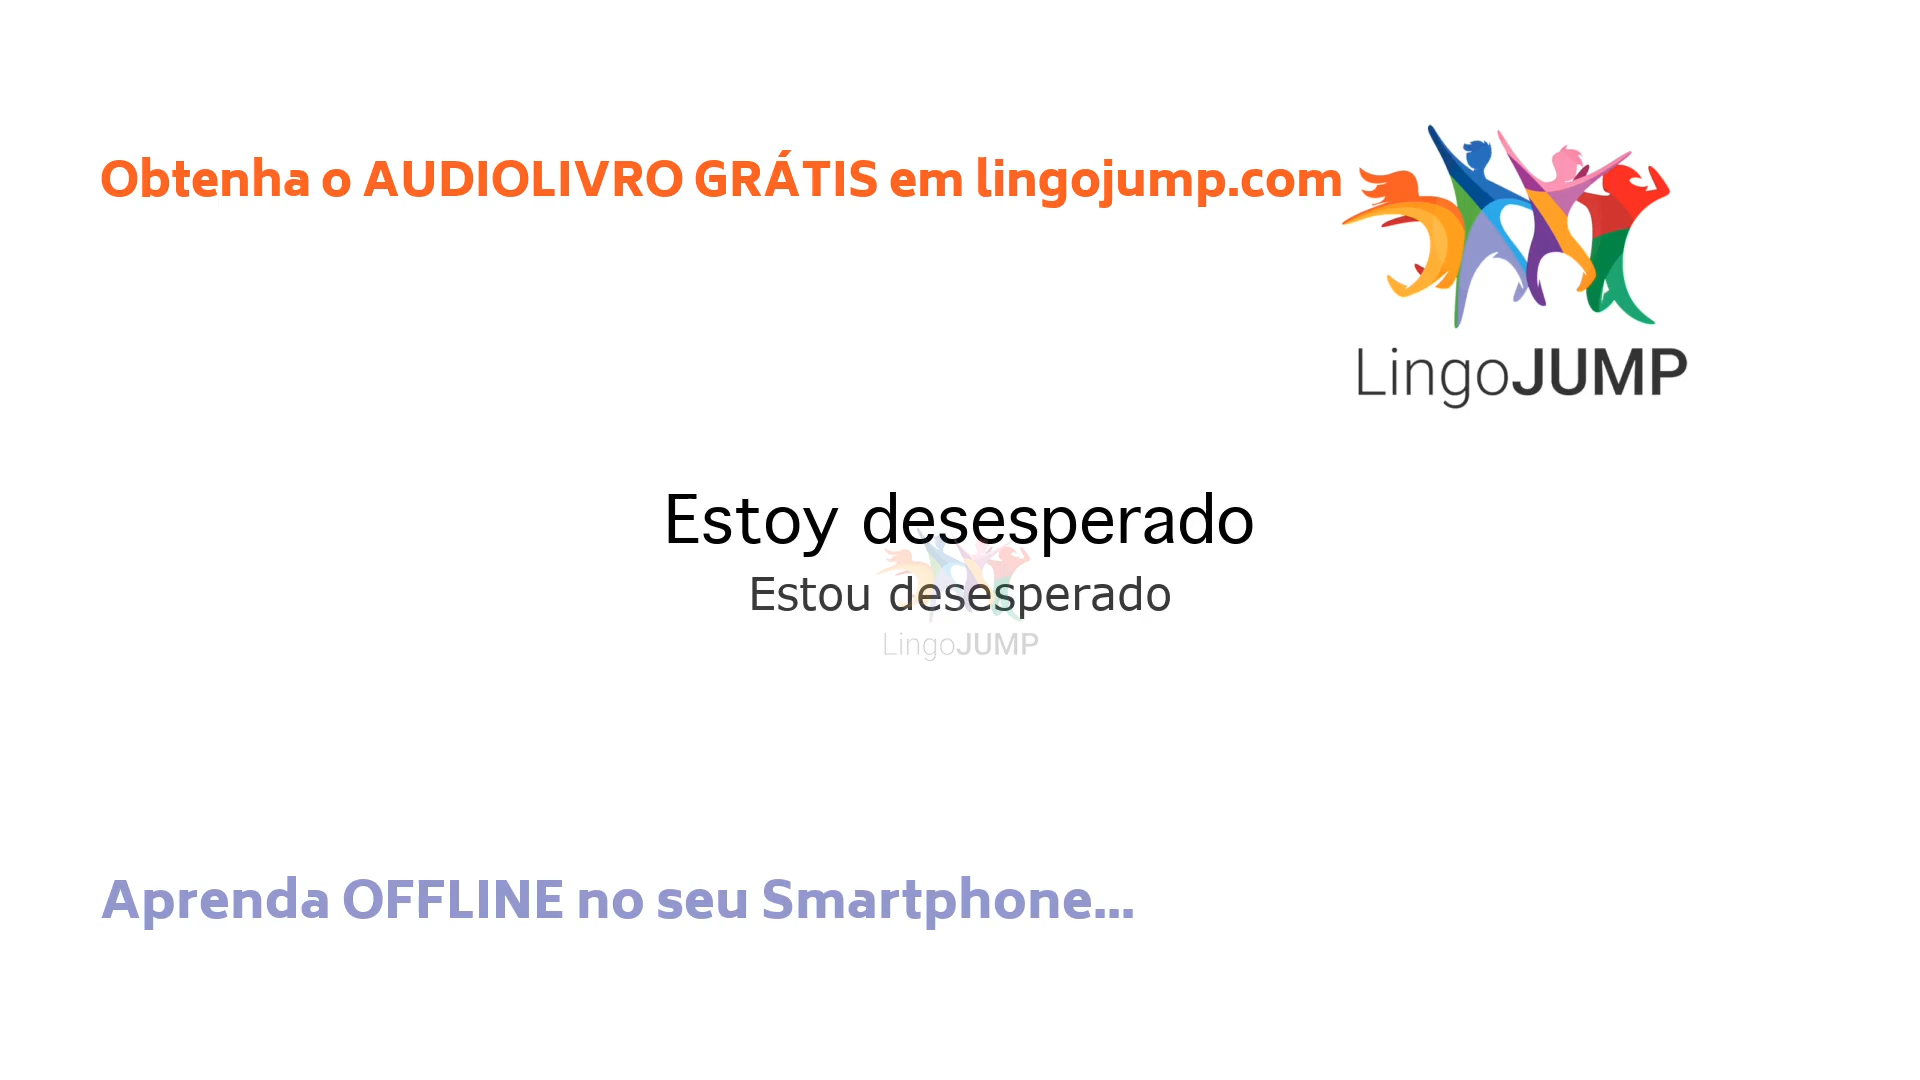 Obtenha o AUDIOLIVRO GRÁTIS em lingojump.com
LingoJUMP
Estoy desesperado
Estou desesperado
LingoJUMP
Aprenda OFFLINE no seu Smartphone...